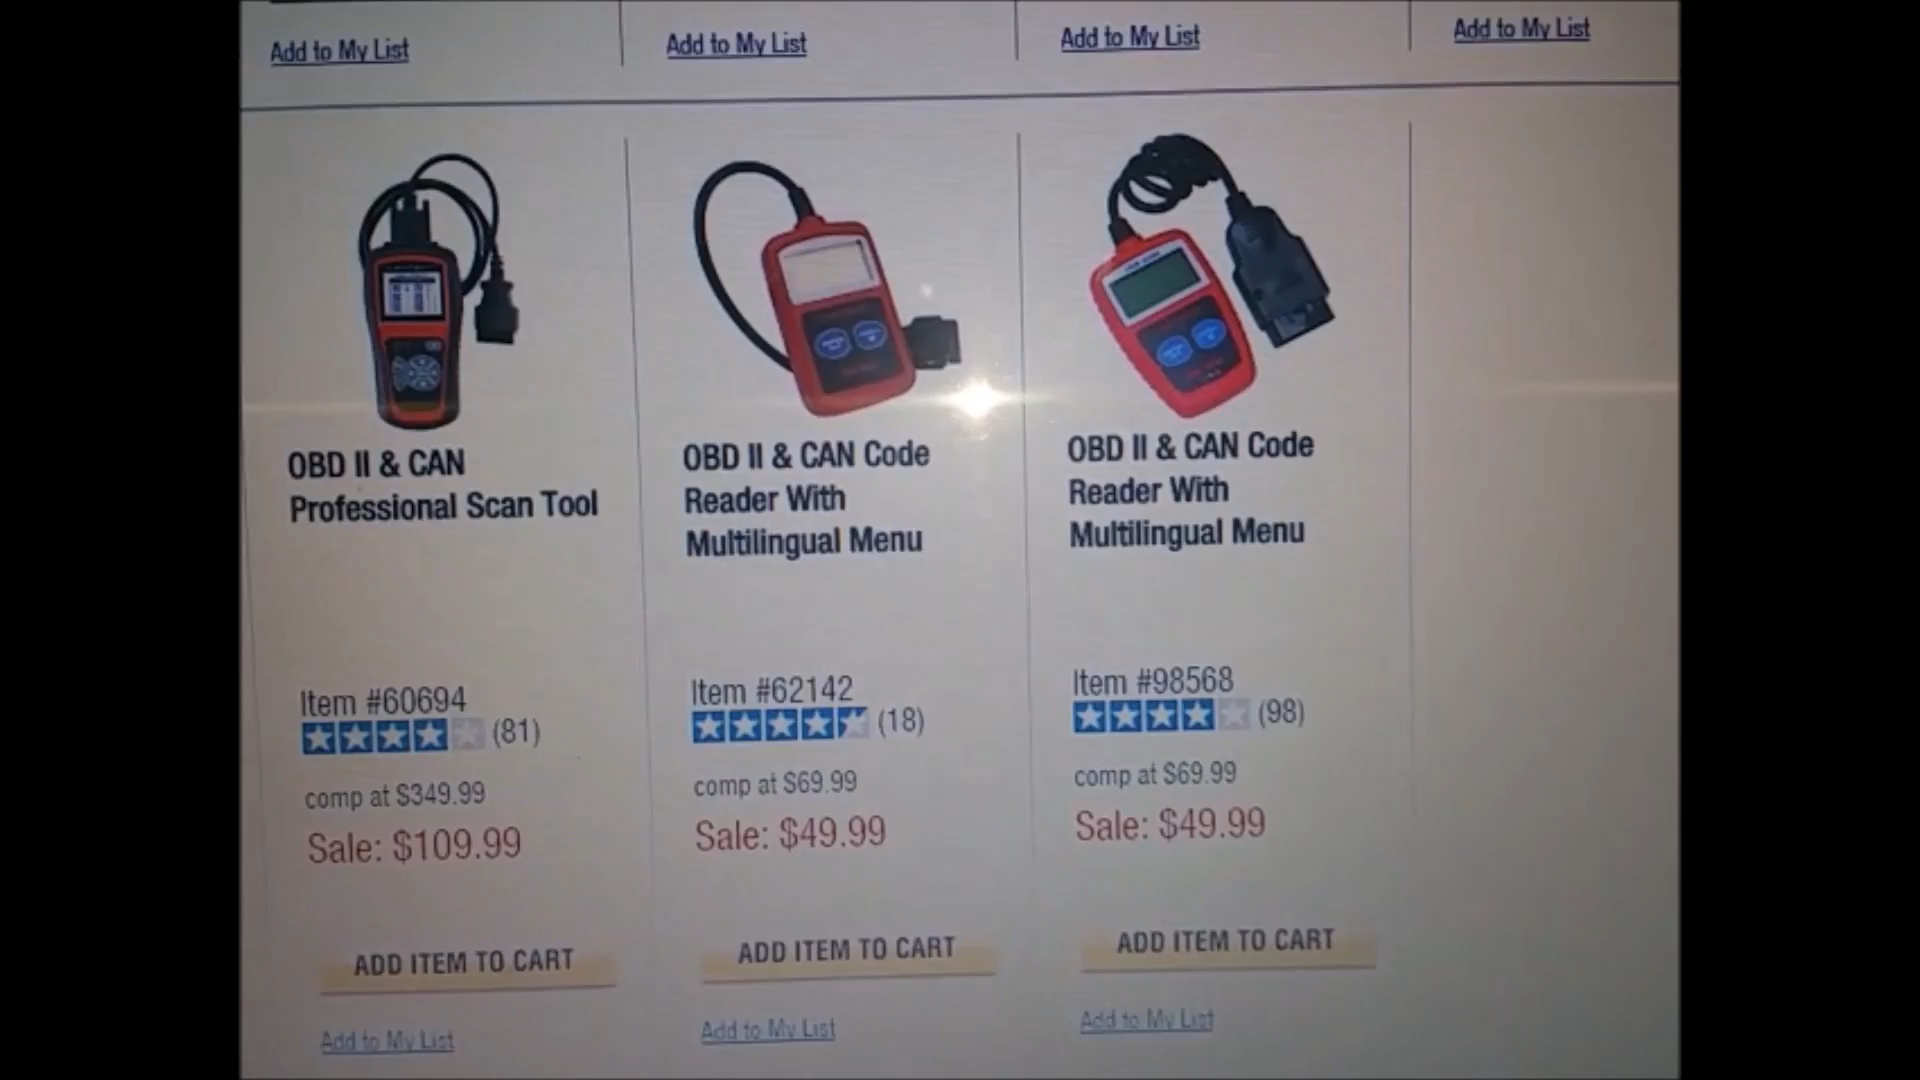 Add to My List
Add to My List
Add to My List
Add to My List
OBD II & CAN
Professional Scan Tool
Item #60694
(81)
comp at $349.99
Sale: $109.99
ADD ITEM TO CART
Add to My List
OBD II & CAN Code
Reader With
Multilingual Menu
Item #62142
(18)
comp at $69.99
Sale: $49.99
ADD ITEM TO CART
Add to My List
OBD II & CAN Code
Reader With
Multilingual Menu
Item #98568
(98)
comp at $69.99
Sale: $49.99
ADD ITEM TO CART
Add to My List